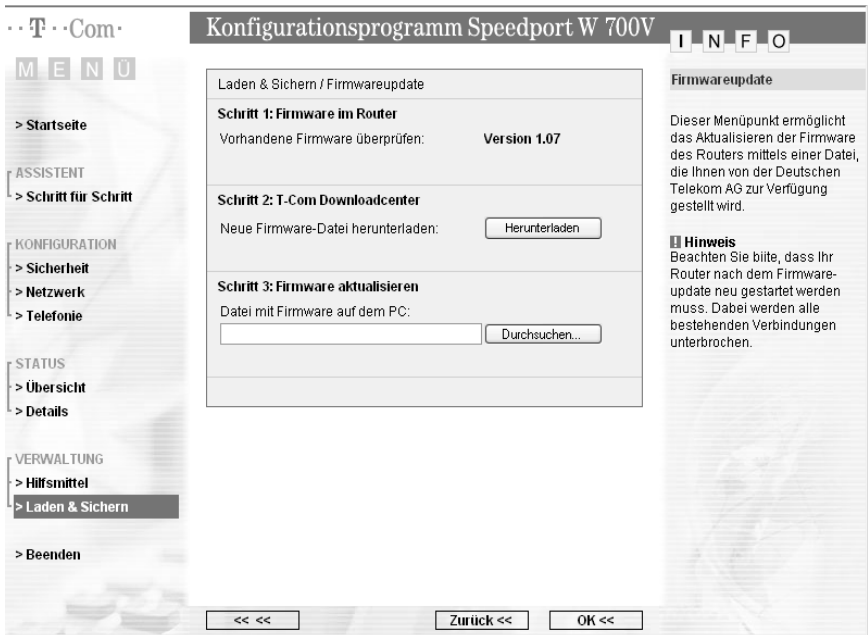 ··T··Com·
Konfigurationsprogramm Speedport W 700V
I N F O
MENÜ
> Startseite
ASSISTENT
> Schritt für Schritt
KONFIGURATION
> Sicherheit
> Netzwerk
> Telefonie
STATUS
> Übersicht
> Details
VERWALTUNG
> Hilfsmittel
> Laden & Sichern
> Beenden
Laden & Sichern / Firmwareupdate
Schritt 1: Firmware im Router
Vorhandene Firmware überprüfen: Version 1.07
Schritt 2: T-Com Downloadcenter
Neue Firmware-Datei herunterladen: Herunterladen
Schritt 3: Firmware aktualisieren
Datei mit Firmware auf dem PC:
Durchsuchen...
<< <<
Zurück <<
OK <<
Firmwareupdate
Dieser Menüpunkt ermöglicht
das Aktualisieren der Firmware
des Routers mittels einer Datei,
die Ihnen von der Deutschen
Telekom AG zur Verfügung
gestellt wird.
! Hinweis
Beachten Sie biite, dass Ihr
Router nach dem Firmware-
update neu gestartet werden
muss. Dabei werden alle
bestehenden Verbindungen
unterbrochen.